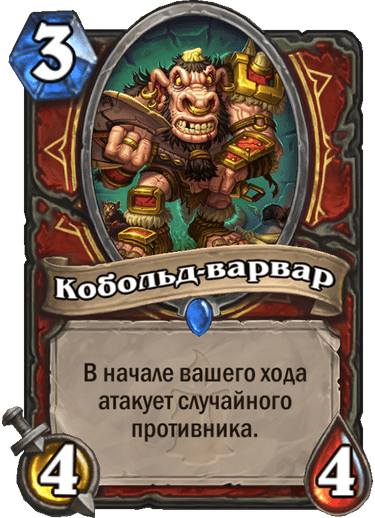 3
Кобольд-варвар
В начале вашего хода
атакует случайного
противника.
4 4